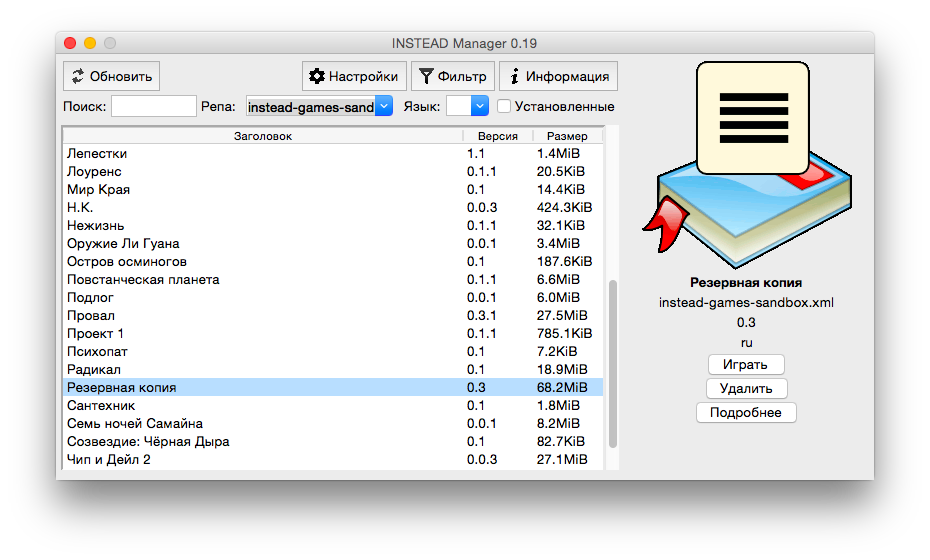 INSTEAD Manager 0.19
Обновить Настройки Фильтр Информация
Поиск: Репа: instead-games-sand Язык: Установленные
Заголовок Версия Размер
Лепестки 1.1 1.4MiB
Лоуренс 0.1.1 20.5KiB
Мир Края 0.1 14.4KiB
Н.К. 0.0.3 424.3KiB
Нежизнь 0.1.1 32.1KiB
Оружие Ли Гуана 0.0.1 3.4MiB
Остров осминогов 0.1 187.6KiB
Повстанческая планета 0.1.1 6.6MiB
Подлог 0.0.1 6.0MiB
Провал 0.3.1 27.5MiB
Проект 1 0.1.1 785.1KiB
Психопат 0.1 7.2KiB
Радикал 0.1 18.9MiB
Резервная копия 0.3 68.2MiB
Сантехник 0.1 1.8MiB
Семь ночей Самайна 0.0.1 8.2MiB
Созвездие: Чёрная Дыра 0.1 82.7KiB
Чип и Дейл 2 0.0.3 27.1MiB
Резервная копия
instead-games-sandbox.xml
0.3
ru
Играть
Удалить
Подробнее